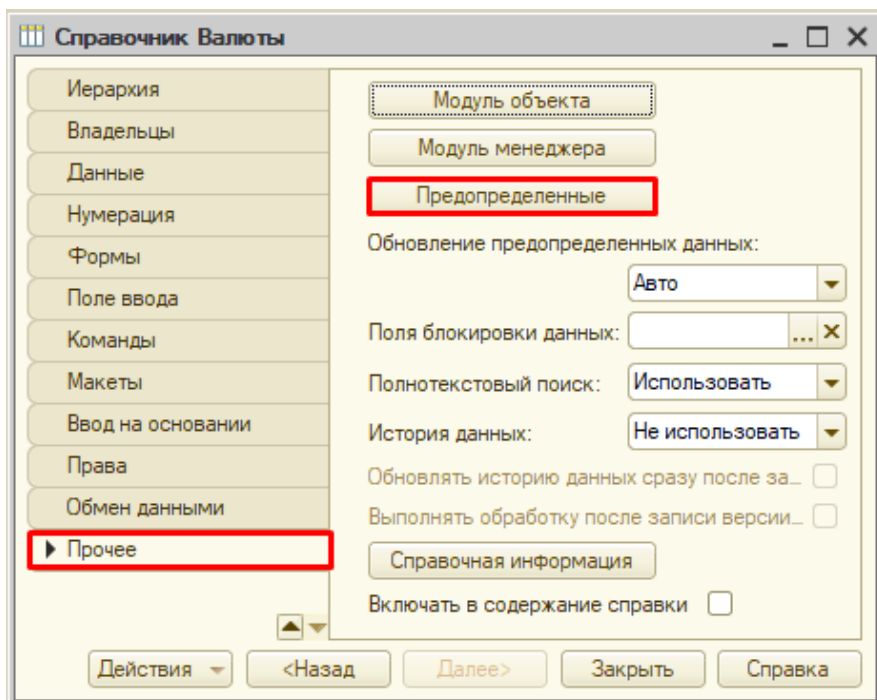 Справочник Валюты
Иерархия
Владельцы
Данные
Нумерация
Формы
Поле ввода
Команды
Макеты
Ввод на основании
Права
Обмен данными
Прочее
Модуль объекта
Модуль менеджера
Предопределенные
Обновление предопределенных данных:
Авто
Поля блокировки данных:
...
Полнотекстовый поиск: Использовать
История данных: Не использовать
Обновлять историю данных сразу после за...
Выполнять обработку после записи версии...
Справочная информация
Включать в содержание справки
Действия <Назад Далее> Закрыть Справка